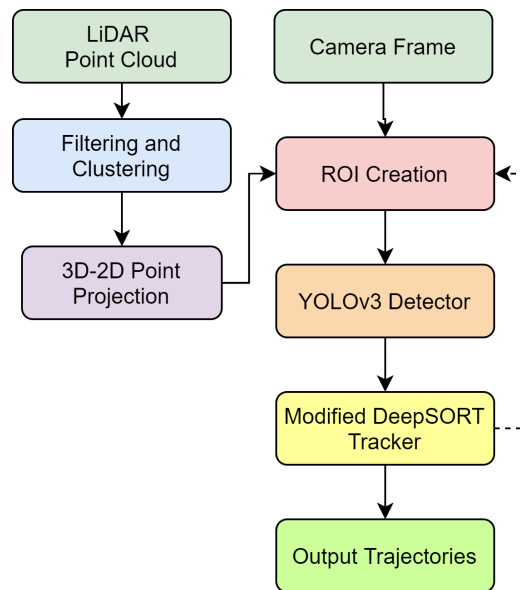 LiDAR
Point Cloud
Camera Frame
Filtering and
Clustering
ROI Creation
3D-2D Point
Projection
YOLOv3 Detector
Modified DeepSORT
Tracker
Output Trajectories